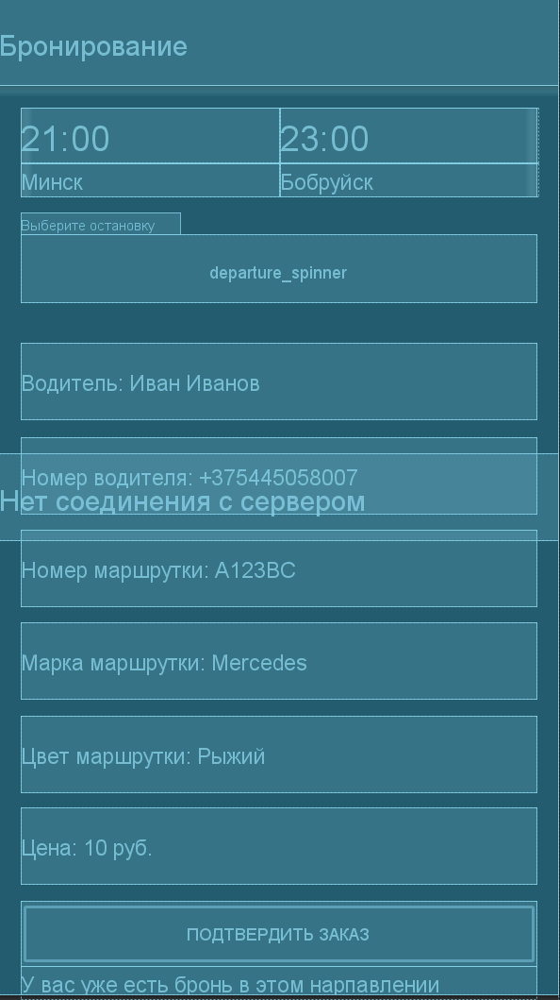 Бронирование
21:00 23:00
Минск Бобруйск
Выберите остановку
departure_spinner
Водитель: Иван Иванов
Номер водителя: +375445058007
Нет соединения с сервером
Номер маршрутки: A123BC
Марка маршрутки: Mercedes
Цвет маршрутки: Рыжий
Цена: 10 руб.
ПОДТВЕРДИТЬ ЗАКАЗ
У вас уже есть бронь в этом нарпавлении